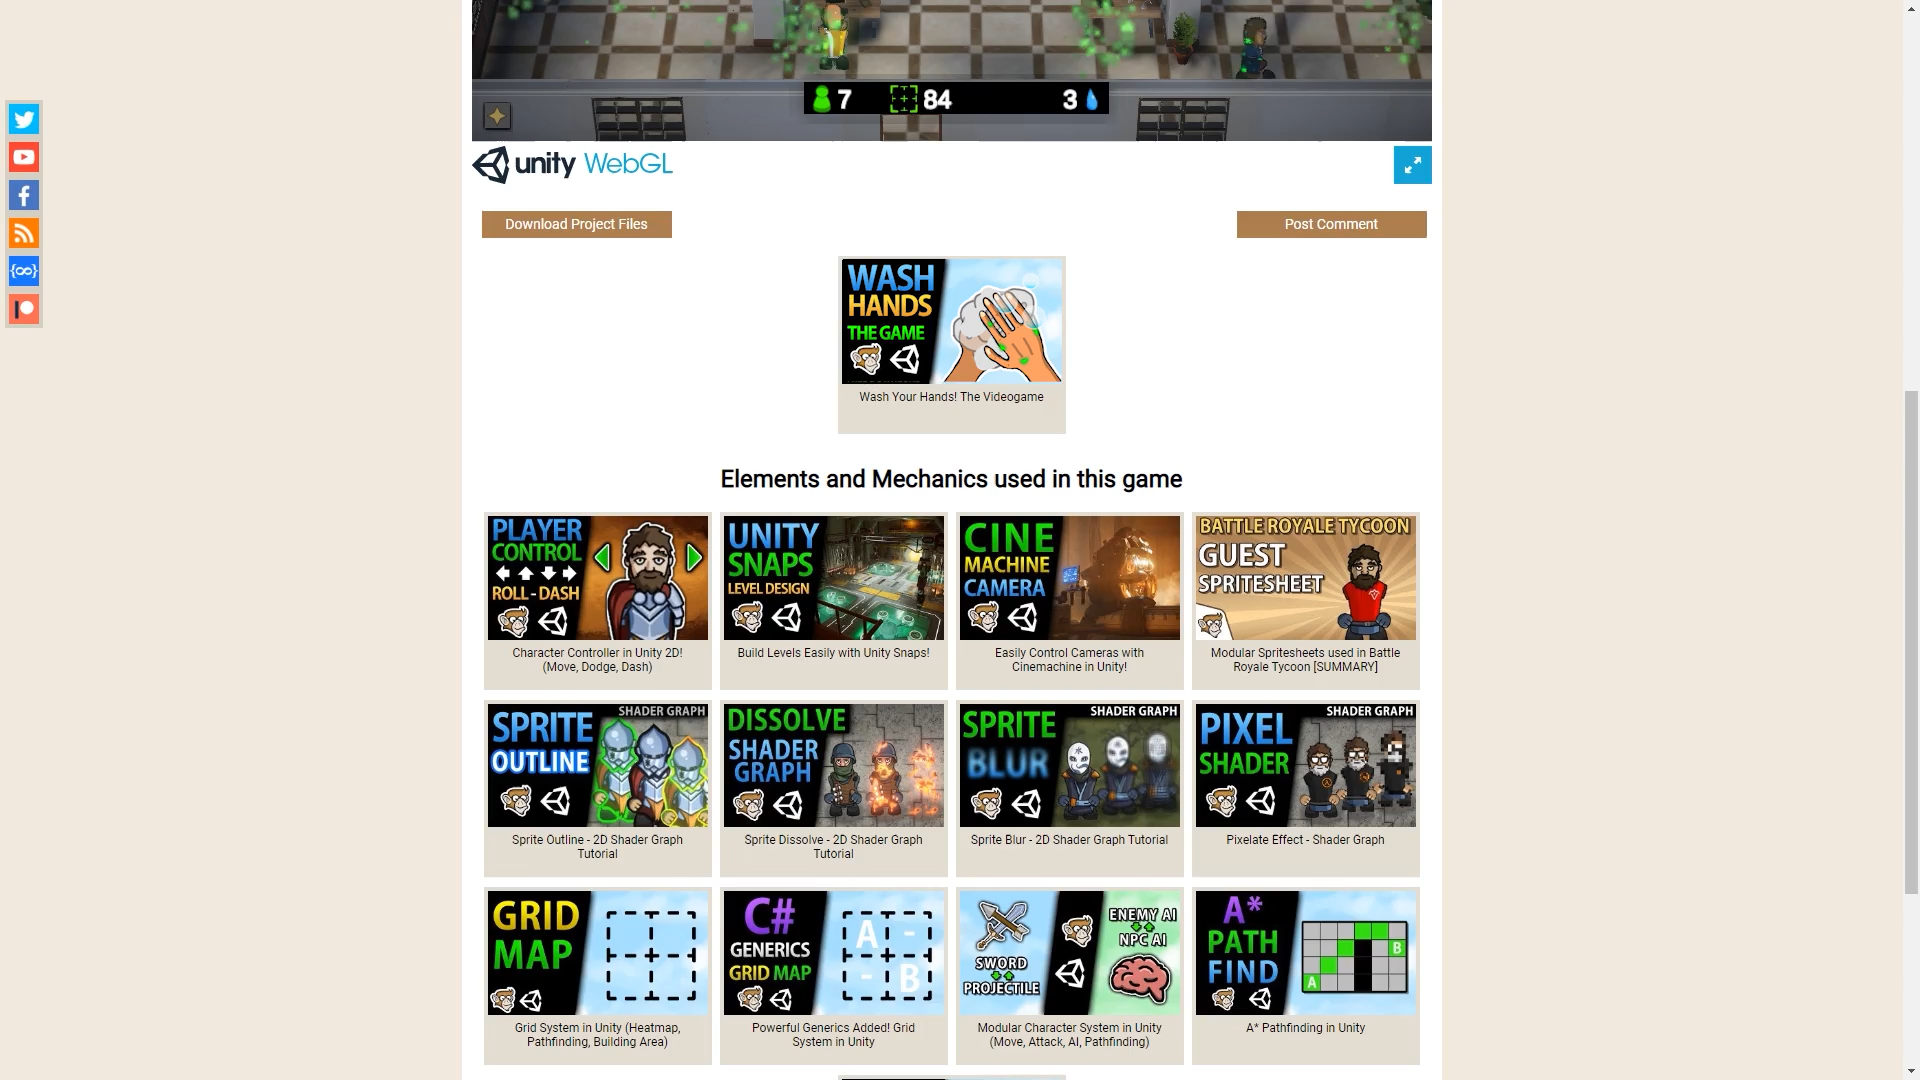 7 84 3
unity WebGL
Download Project Files
Post Comment
WASH
HANDS
THE GAME
Wash Your Hands! The Videogame
Elements and Mechanics used in this game
PLAYER
CONTROL
ROLL - DASH
Character Controller in Unity 2D!
(Move, Dodge, Dash)
UNITY
SNAPS
LEVEL DESIGN
Build Levels Easily with Unity Snaps!
CINE
MACHINE
CAMERA
Easily Control Cameras with
Cinemachine in Unity!
BATTLE ROYALE TYCOON
GUEST
SPRITESHEET
Modular Spritesheets used in Battle
Royale Tycoon [SUMMARY]
SHADER GRAPH
SPRITE
OUTLINE
Sprite Outline - 2D Shader Graph
Tutorial
DISSOLVE
SHADER
GRAPH
Sprite Dissolve - 2D Shader Graph
Tutorial
SHADER GRAPH
SPRITE
BLUR
Sprite Blur - 2D Shader Graph Tutorial
SHADER GRAPH
PIXEL
SHADER
Pixelate Effect - Shader Graph
GRID
MAP
Grid System in Unity (Heatmap,
Pathfinding, Building Area)
C#
GENERICS
GRID MAP
A -
- B
Powerful Generics Added! Grid
System in Unity
SWORD
PROJECTILE
ENEMY AI
NPC AI
Modular Character System in Unity
(Move, Attack, AI, Pathfinding)
A*
PATH
FIND
B
A
A* Pathfinding in Unity